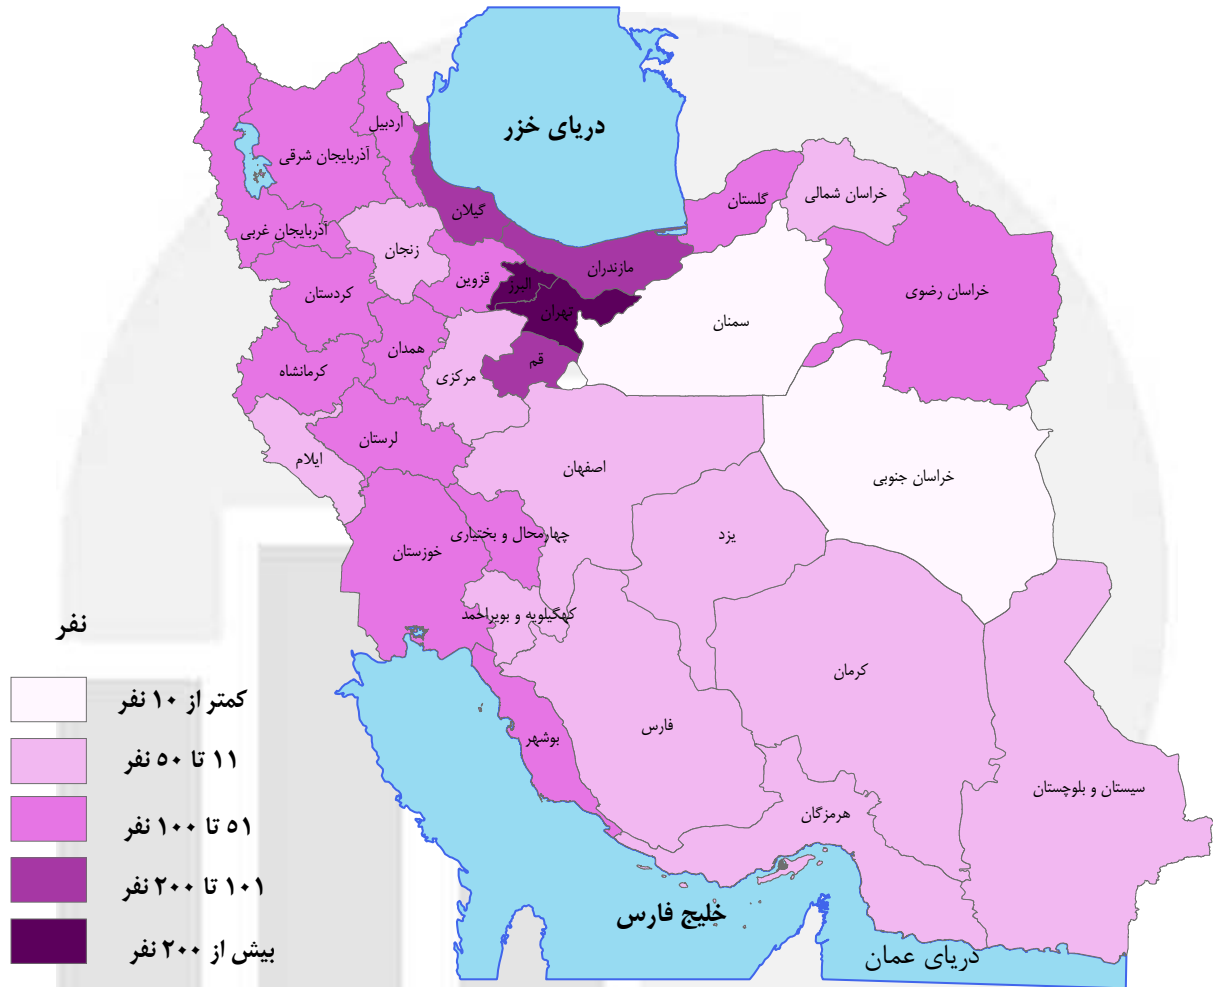 دریای خزر
اردبیل
آذربایجان شرقی
گلستان
خراسان شمالی
گیلان
آذربایجان غربی
زنجان
مازندران
قزوین
البرز
خراسان رضوی
کردستان
تهران
سمنان
همدان
قم
کرمانشاه
مرکزی
لرستان
ایلام
اصفهان
خراسان جنوبی
چهارمحال و بختیاری
یزد
خوزستان
کهگیلویه و بویراحمد
کرمان
فارس
بوشهر
سیستان و بلوچستان
هرمزگان
خلیج فارس
دریای عمان
نفر
کمتر از ۱۰ نفر
۱۱ تا ۵۰ نفر
۵۱ تا ۱۰۰ نفر
۱۰۱ تا ۲۰۰ نفر
بیش از ۲۰۰ نفر